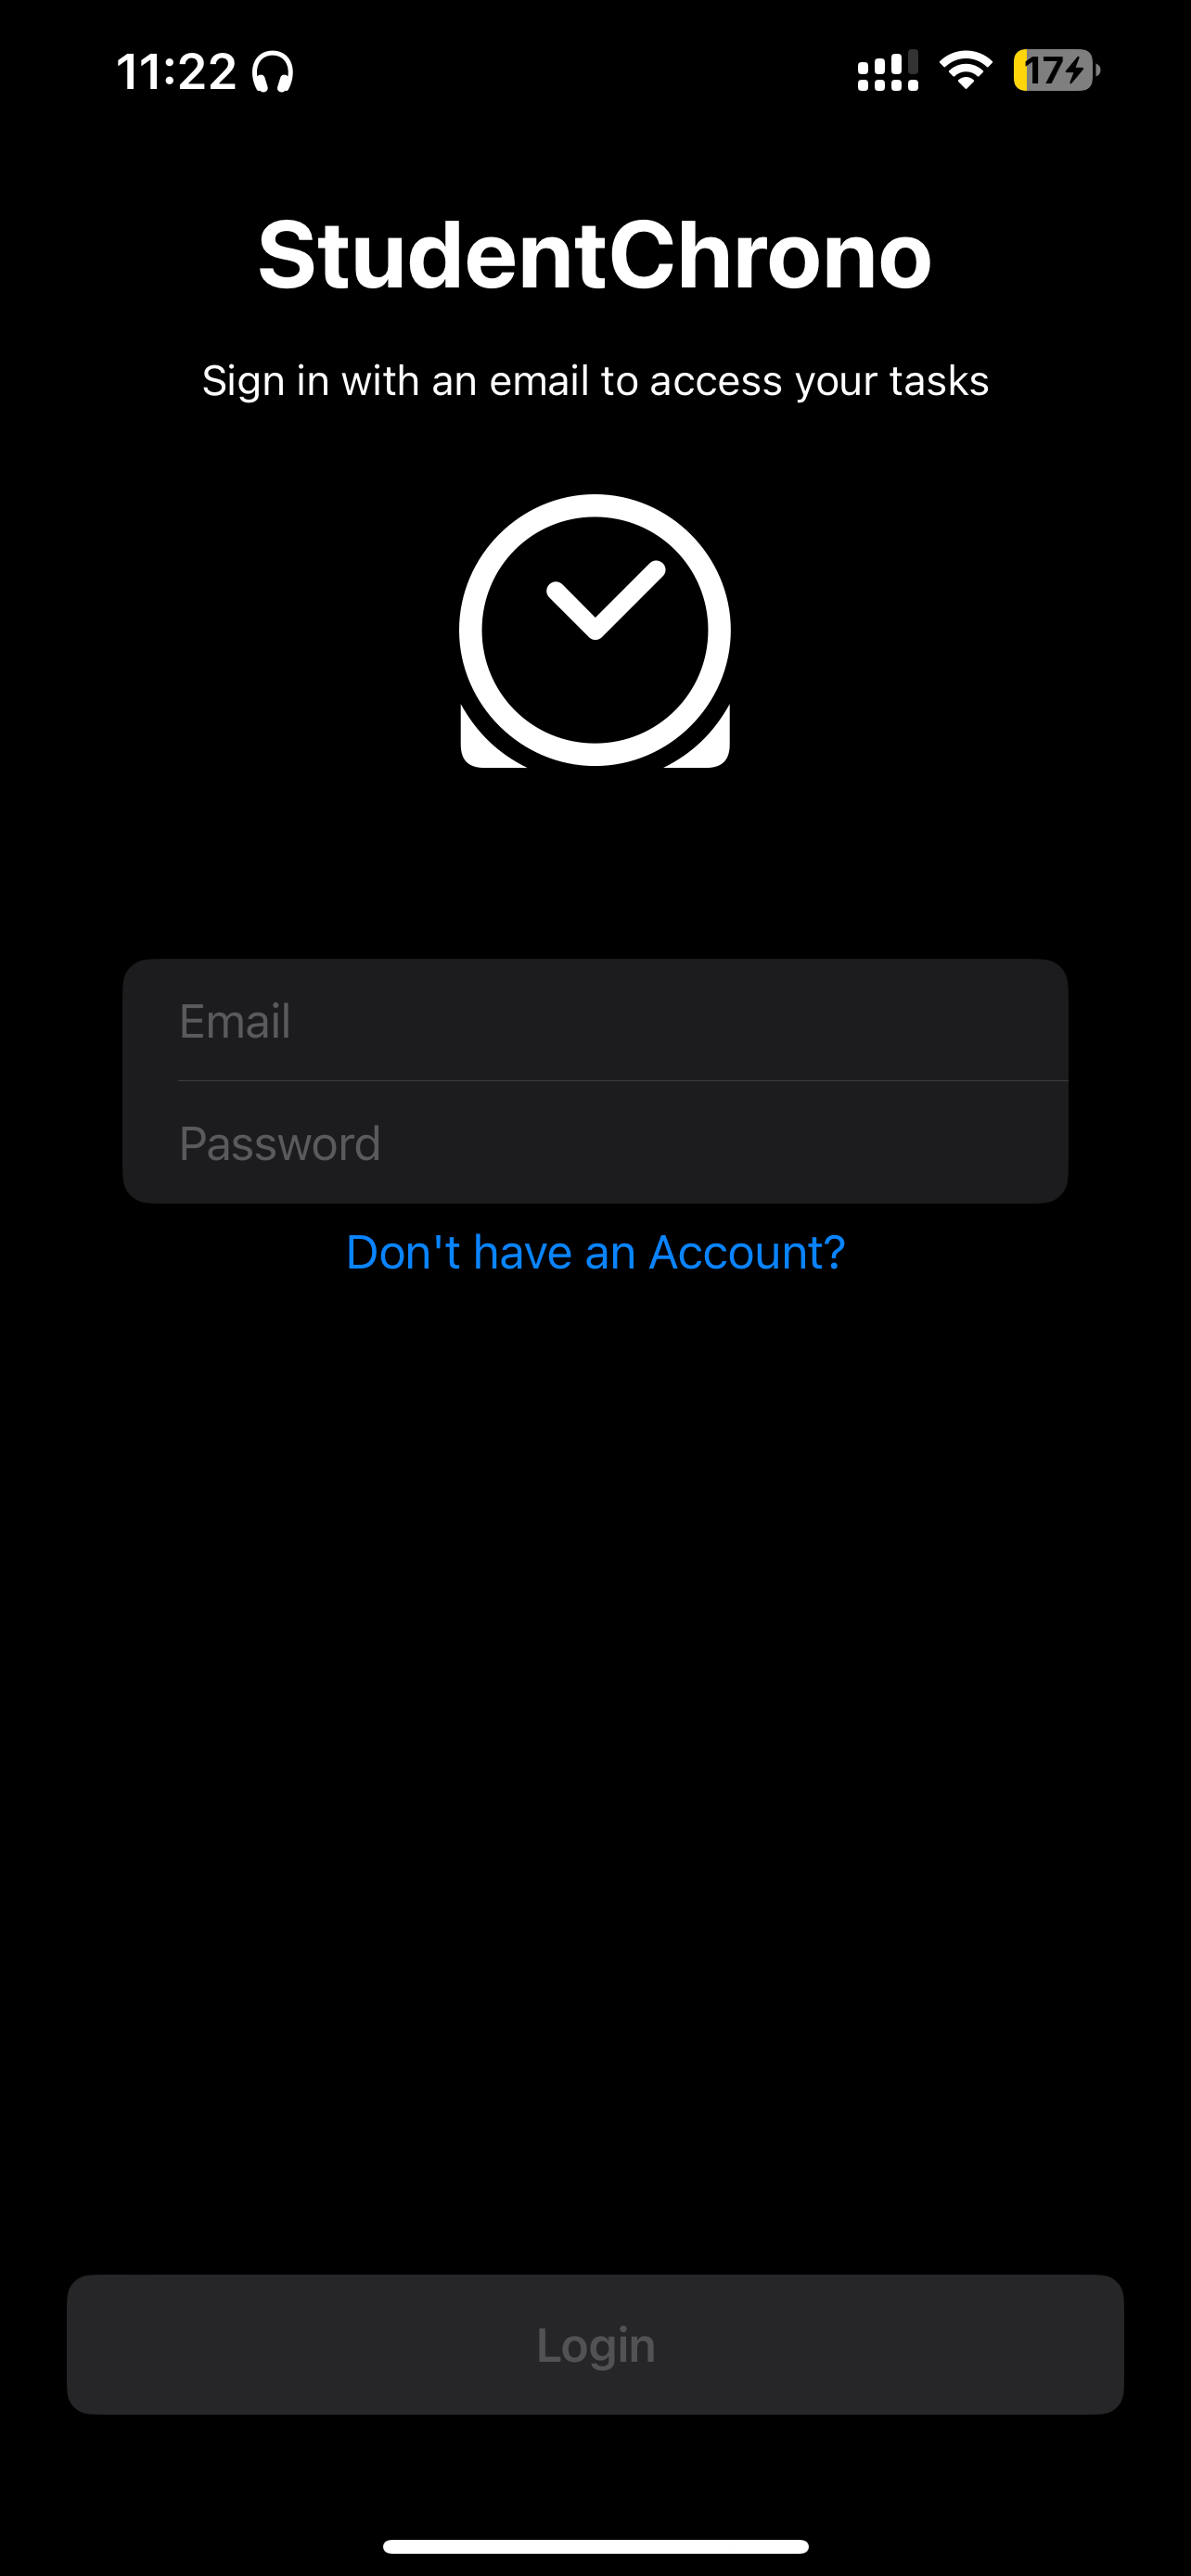 11:22
17
StudentChrono
Sign in with an email to access your tasks
Email
Password
Don't have an Account?
Login